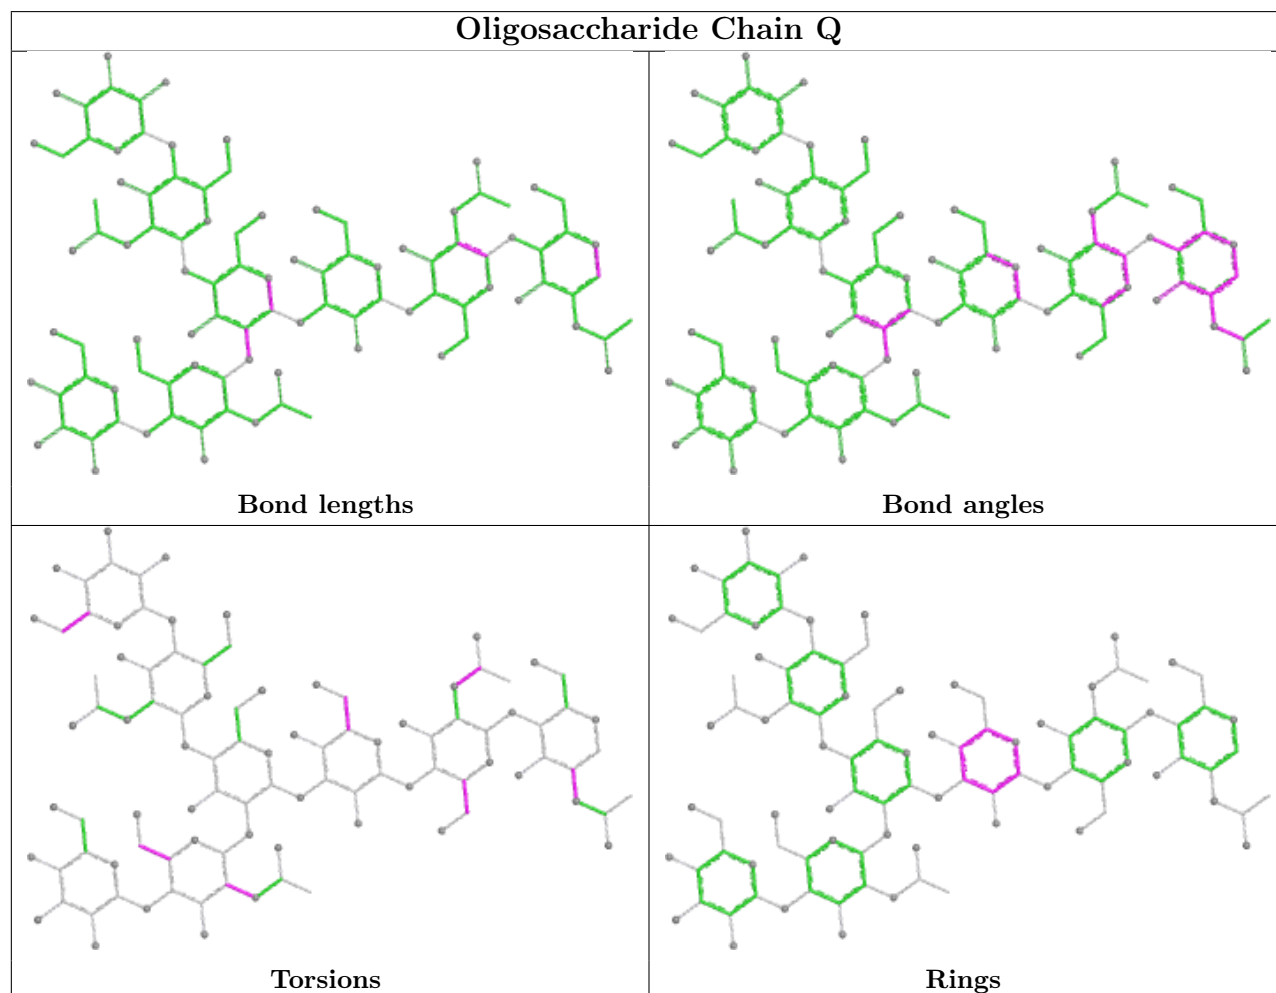 Oligosaccharide Chain Q
Bond lengths
Bond angles
Torsions
Rings